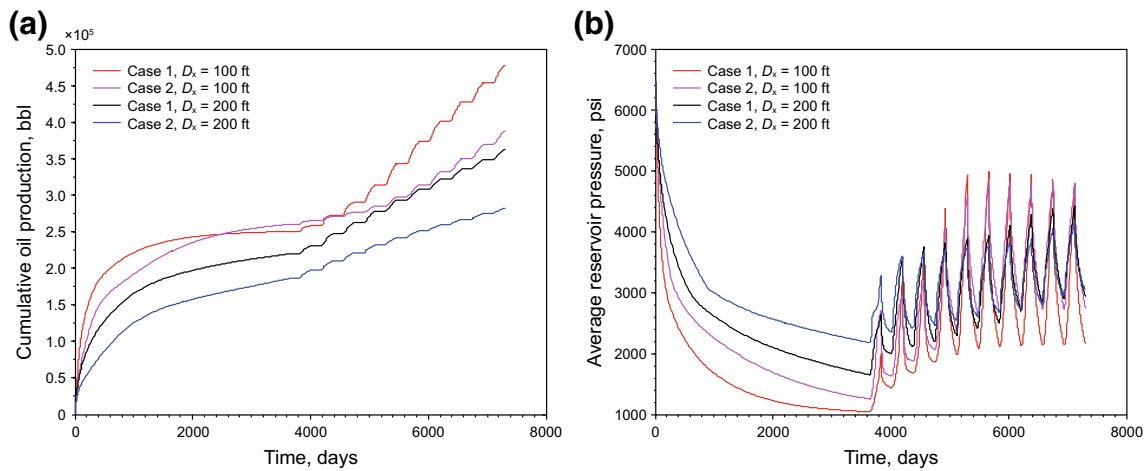 (a)
×10⁵
5.0
4.5
4.0
3.5
3.0
2.5
2.0
1.5
1.0
0.5
0
Cumulative oil production, bbl
Case 1, Dx = 100 ft
Case 2, Dx = 100 ft
Case 1, Dx = 200 ft
Case 2, Dx = 200 ft
0 2000 4000 6000 8000
Time, days
(b)
7000
6000
5000
4000
3000
2000
1000
Average reservoir pressure, psi
Case 1, Dx = 100 ft
Case 2, Dx = 100 ft
Case 1, Dx = 200 ft
Case 2, Dx = 200 ft
0 2000 4000 6000 8000
Time, days